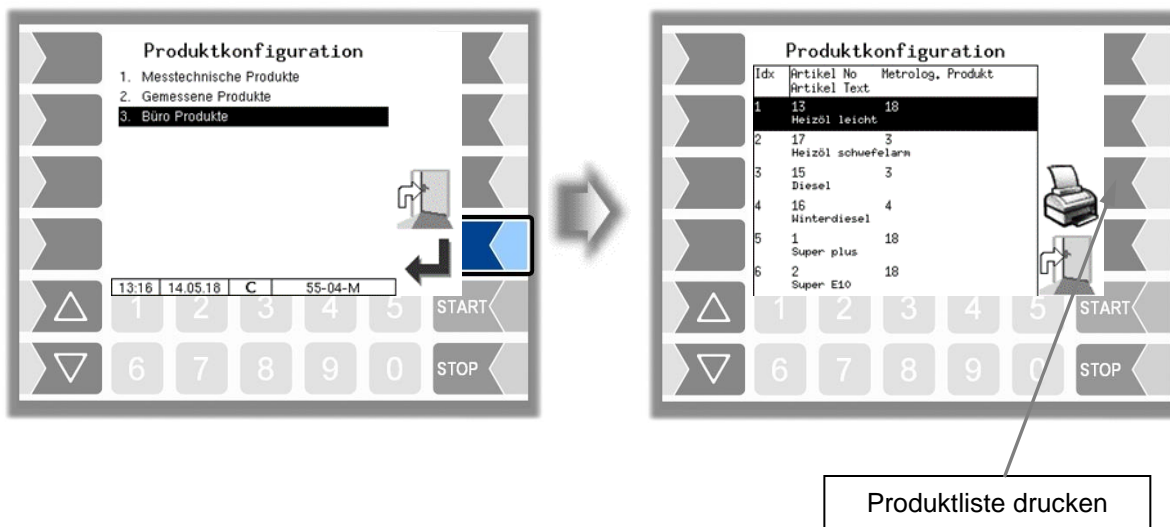 Produktkonfiguration
1. Messtechnische Produkte
2. Gemessene Produkte
3. Büro Produkte
13:16 14.05.18 C 55-04-M
1 2 3 4 5 START
6 7 8 9 0 STOP
Produktkonfiguration
Idx Artikel No Metrolog. Produkt
Artikel Text
1 13 18
Heizöl leicht
2 17 3
Heizöl schwefelarm
3 15 3
Diesel
4 16 4
Winterdiesel
5 1 18
Super plus
6 2 18
Super E10
1 2 3 4 5 START
6 7 8 9 0 STOP
Produktliste drucken